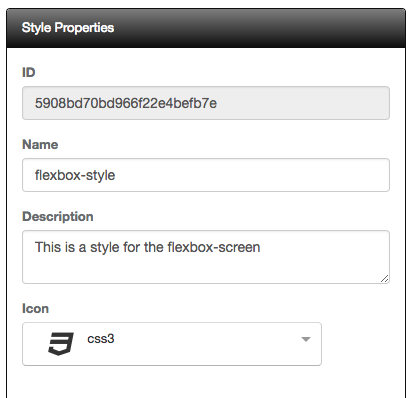 Style Properties
ID
5908bd70bd966f22e4befb7e
Name
flexbox-style
Description
This is a style for the flexbox-screen
Icon
css3